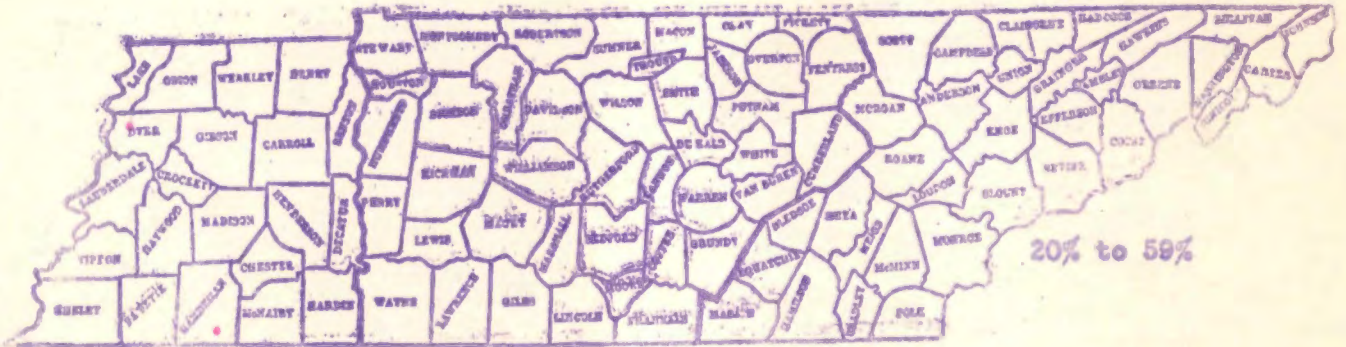 STEWART MONTGOMERY ROBERTSON SUMNER MACON CLAY PICKETT SCOTT CAMPBELL CLAIBORNE HANCOCK HAWKINS SULLIVAN JOHNSON
LAKE OBION WEAKLEY HENRY HOUSTON CHEATHAM TROUSDALE JACKSON OVERTON FENTRESS UNION GRAINGER HAMBLEN GREENE WASHINGTON CARTER
DYER GIBSON CARROLL BENTON HUMPHREYS DICKSON DAVIDSON WILSON SMITH PUTNAM MORGAN ANDERSON KNOX JEFFERSON COCKE
LAUDERDALE CROCKETT HICKMAN WILLIAMSON RUTHERFORD CANNON DE KALB WHITE CUMBERLAND ROANE LOUDON BLOUNT SEVIER
TIPTON HAYWOOD MADISON HENDERSON DECATUR PERRY LEWIS MAURY MARSHALL BEDFORD COFFEE WARREN VAN BUREN GRUNDY BLEDSOE RHEA MEIGS MONROE
20% to 59%
SHELBY FAYETTE HARDEMAN CHESTER McNAIRY HARDIN WAYNE LAWRENCE GILES LINCOLN MOORE FRANKLIN MARION SEQUATCHIE HAMILTON BRADLEY McMINN POLK